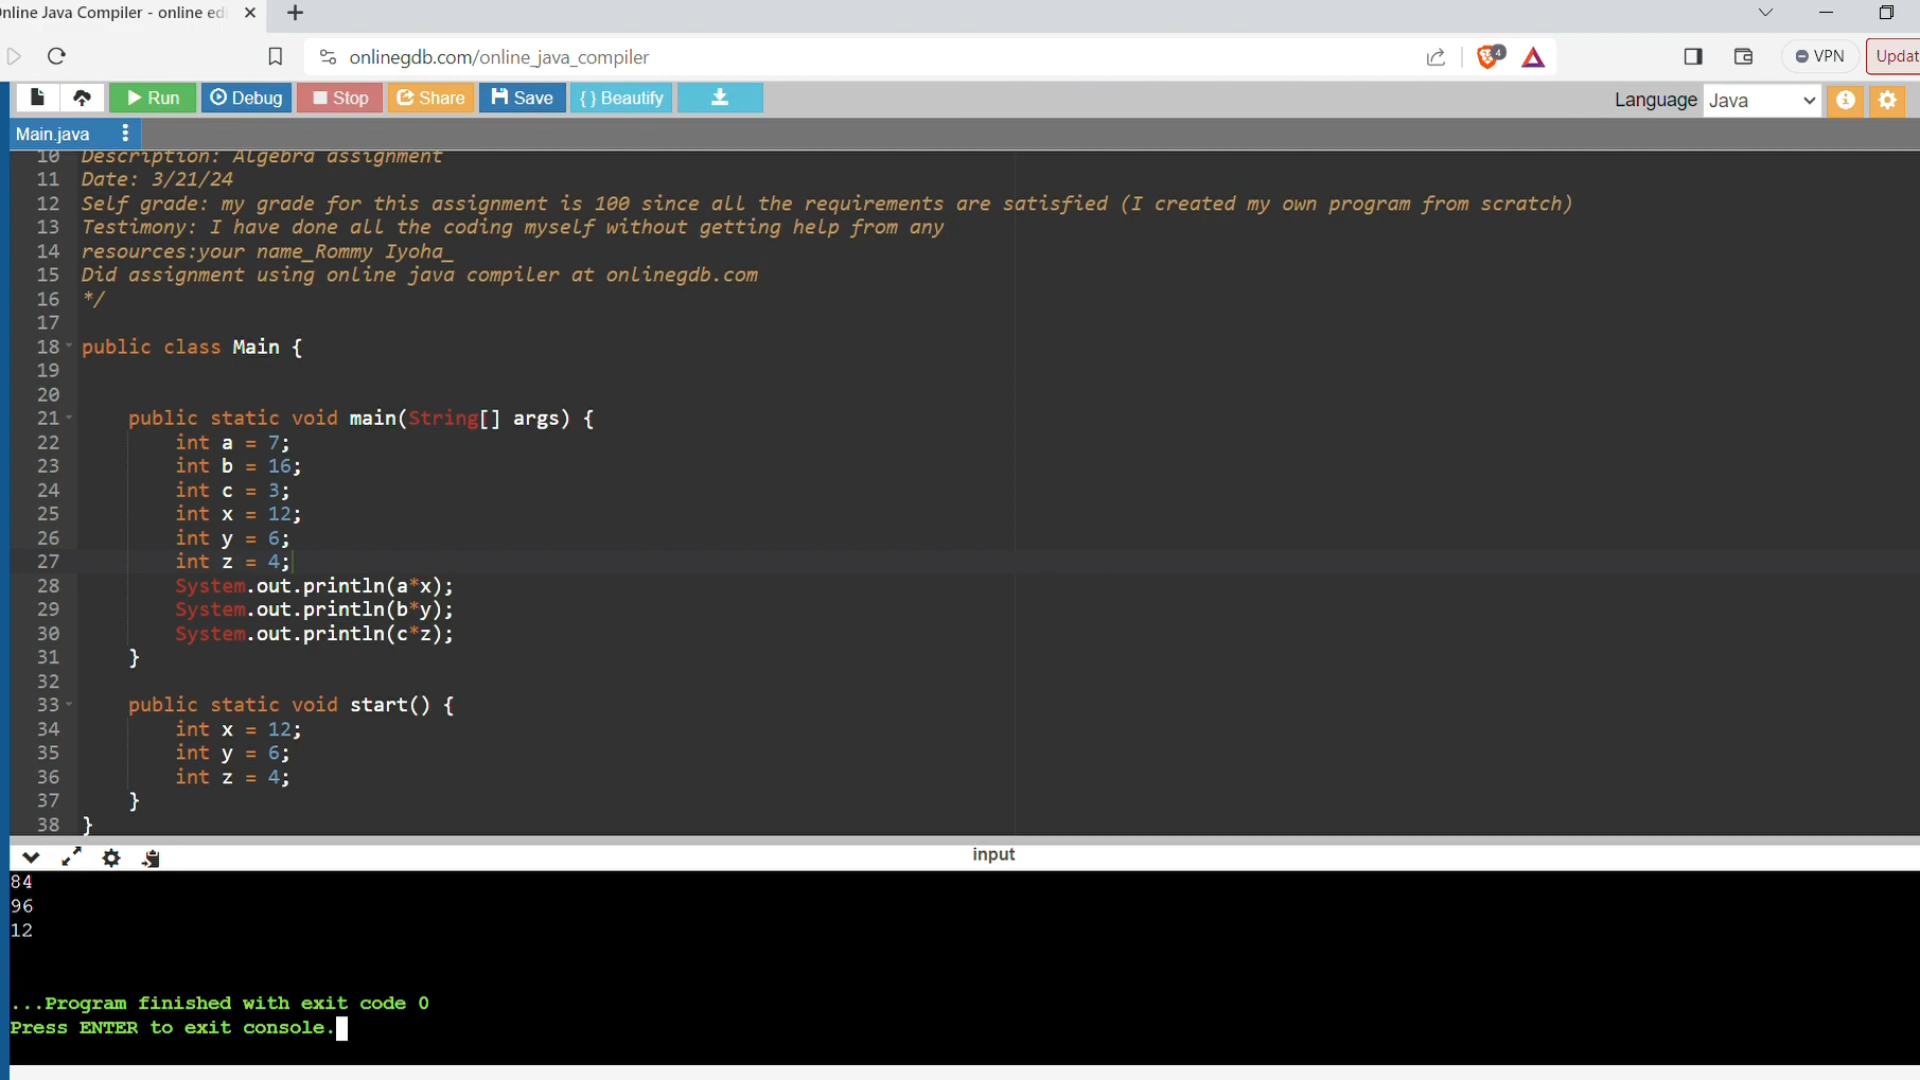 nline Java Compiler - online edi
onlinegdb.com/online_java_compiler
4
VPN
Updat
Run
Debug
Stop
Share
Save
{ } Beautify
Language
Java
Main.java
10 Description: Algebra assignment
11 Date: 3/21/24
12 Self grade: my grade for this assignment is 100 since all the requirements are satisfied (I created my own program from scratch)
13 Testimony: I have done all the coding myself without getting help from any
14 resources:your name_Rommy Iyoha_
15 Did assignment using online java compiler at onlinegdb.com
16 */
17
18 public class Main {
19
20
21 public static void main(String[] args) {
22 int a = 7;
23 int b = 16;
24 int c = 3;
25 int x = 12;
26 int y = 6;
27 int z = 4;
28 System.out.println(a*x);
29 System.out.println(b*y);
30 System.out.println(c*z);
31 }
32
33 public static void start() {
34 int x = 12;
35 int y = 6;
36 int z = 4;
37 }
38 }
input
84
96
12
...Program finished with exit code 0
Press ENTER to exit console.